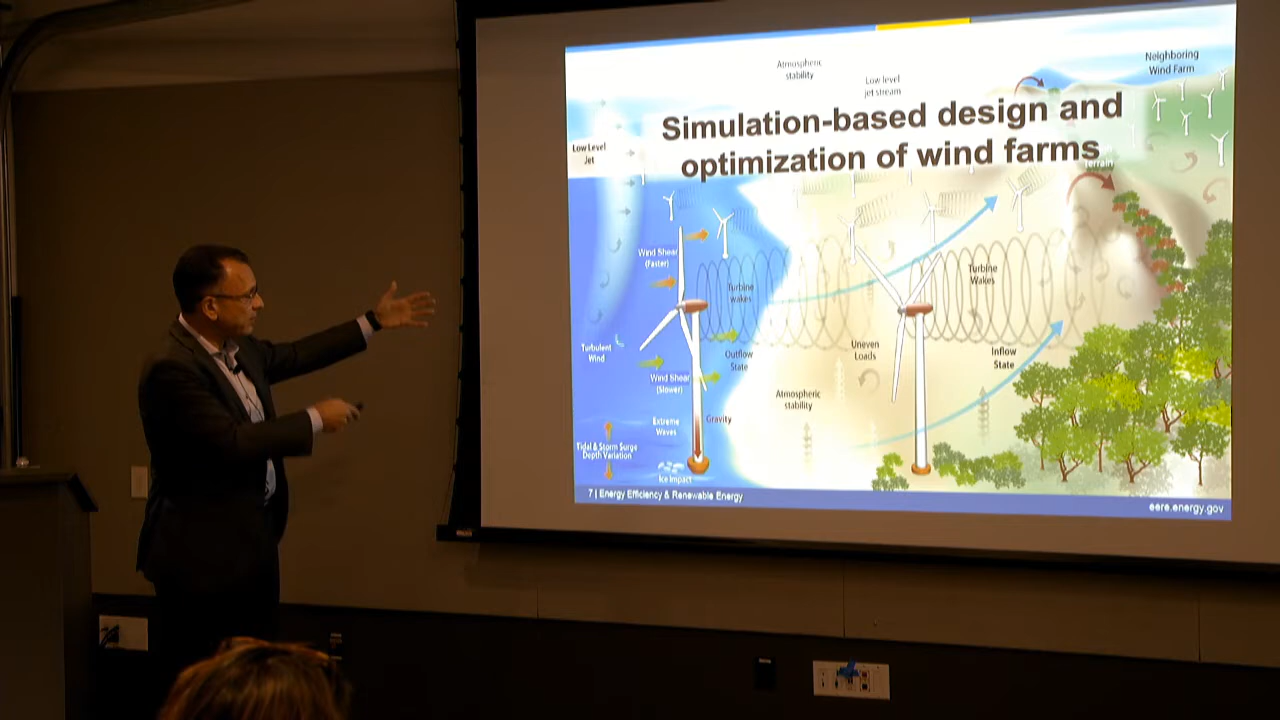 Atmospheric
stability
Low level
jet stream
Neighboring
Wind Farm
Simulation-based design and
optimization of wind farms
Low Level
Jet
Terrain
Wind Shear
(Faster)
Turbine
wakes
Turbine
Wakes
Turbulent
Wind
Outflow
State
Uneven
Loads
Inflow
State
Wind Shear
(Slower)
Atmospheric
stability
Extreme
Waves
Gravity
Tidal & Storm Surge
Depth Variation
Ice Impact
7 | Energy Efficiency & Renewable Energy
eere.energy.gov